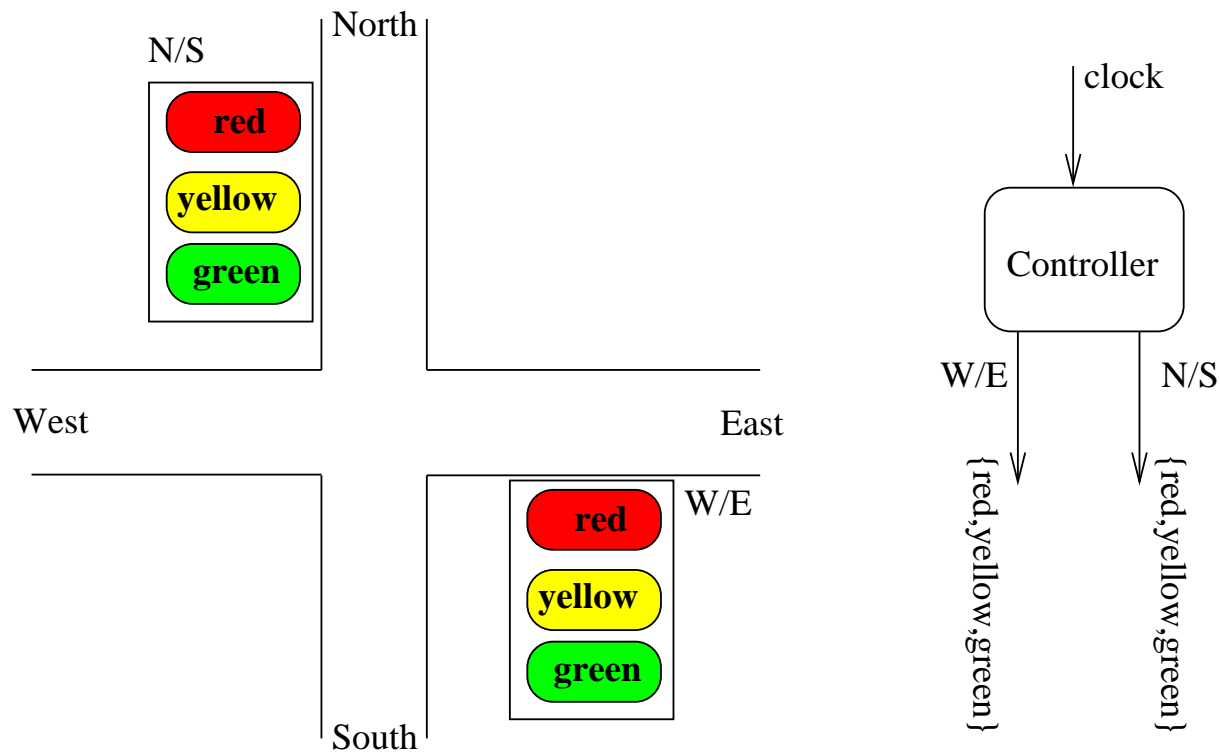 North
N/S
red
yellow
green
West
East
W/E
red
yellow
green
South
clock
Controller
W/E
N/S
{red,yellow,green}
{red,yellow,green}